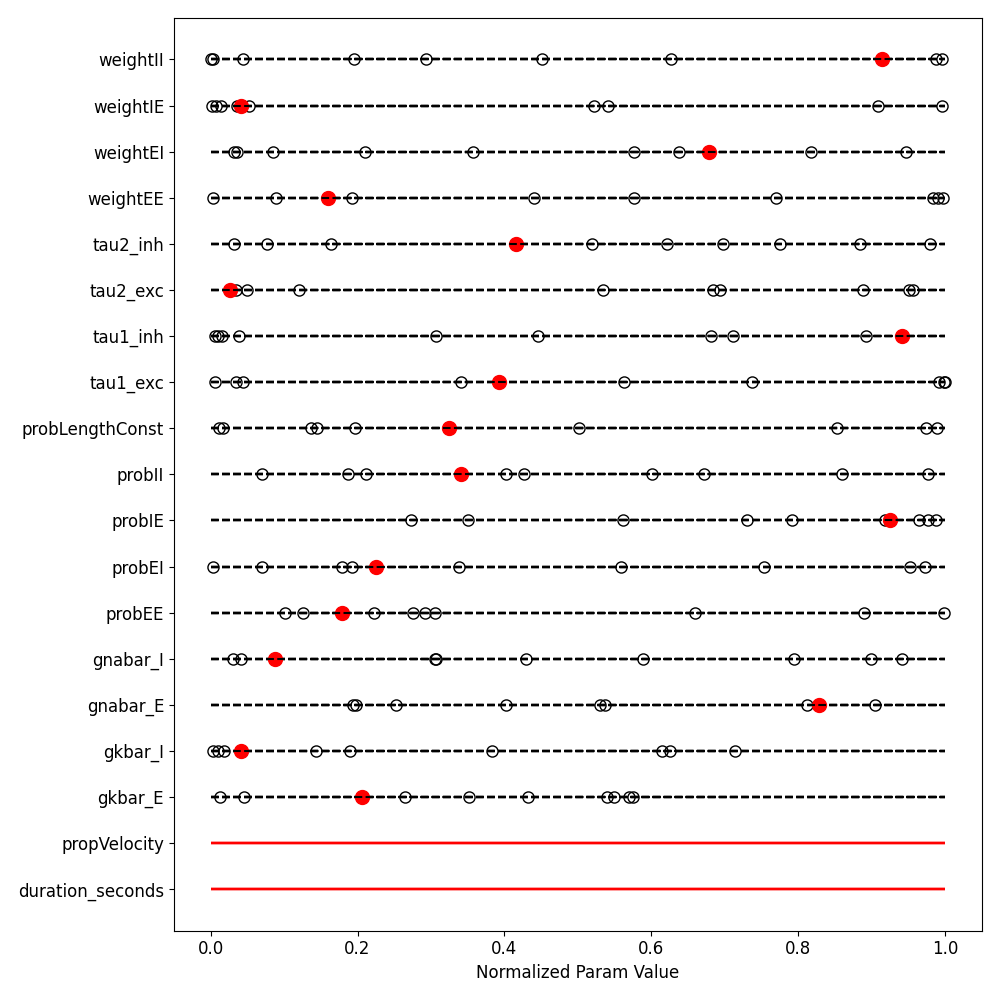 weightII
weightIE
weightEI
weightEE
tau2_inh
tau2_exc
tau1_inh
tau1_exc
probLengthConst
probII
probIE
probEI
probEE
gnabar_I
gnabar_E
gkbar_I
gkbar_E
propVelocity
duration_seconds
0.0 0.2 0.4 0.6 0.8 1.0
Normalized Param Value